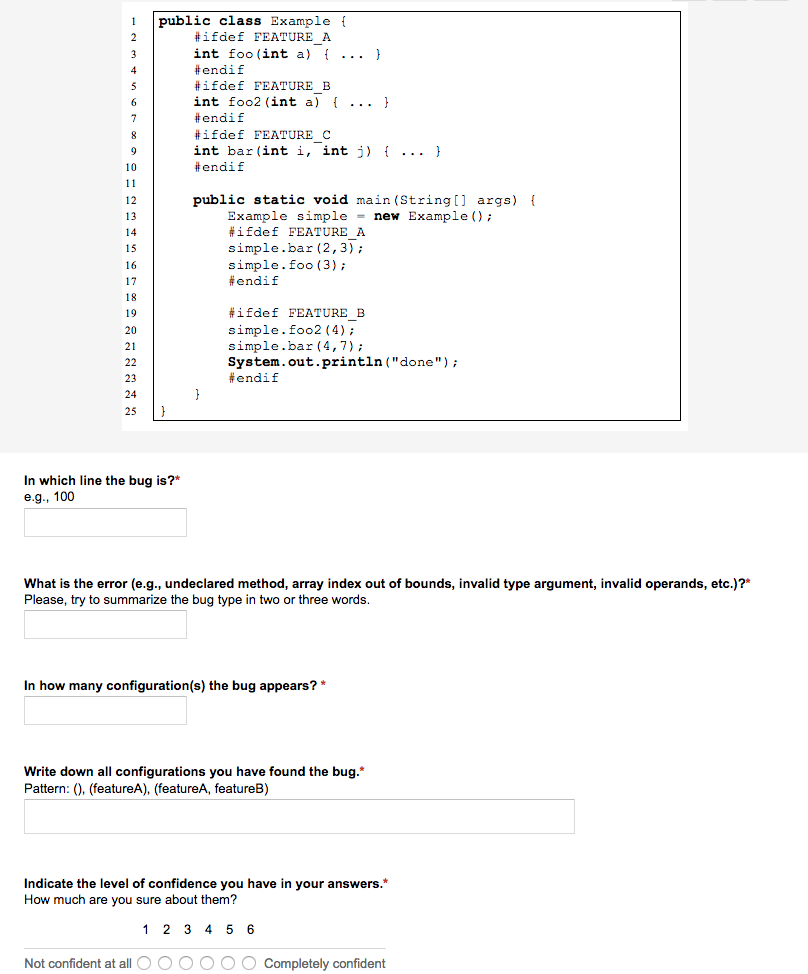 1 public class Example {
2 #ifdef FEATURE_A
3 int foo(int a) { ... }
4 #endif
5 #ifdef FEATURE_B
6 int foo2(int a) { ... }
7 #endif
8 #ifdef FEATURE_C
9 int bar(int i, int j) { ... }
10 #endif
11
12 public static void main(String[] args) {
13 Example simple = new Example();
14 #ifdef FEATURE_A
15 simple.bar(2,3);
16 simple.foo(3);
17 #endif
18
19 #ifdef FEATURE_B
20 simple.foo2(4);
21 simple.bar(4,7);
22 System.out.println("done");
23 #endif
24 }
25 }
In which line the bug is?*
e.g., 100
What is the error (e.g., undeclared method, array index out of bounds, invalid type argument, invalid operands, etc.)?*
Please, try to summarize the bug type in two or three words.
In how many configuration(s) the bug appears? *
Write down all configurations you have found the bug.*
Pattern: (), (featureA), (featureA, featureB)
Indicate the level of confidence you have in your answers.*
How much are you sure about them?
1 2 3 4 5 6
Not confident at all Completely confident